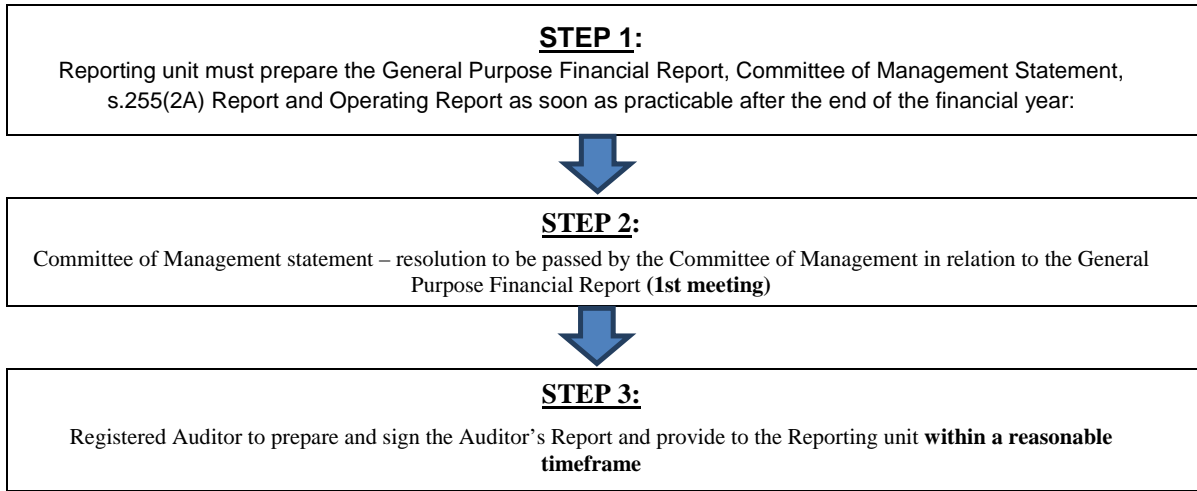 STEP 1:
Reporting unit must prepare the General Purpose Financial Report, Committee of Management Statement,
s.255(2A) Report and Operating Report as soon as practicable after the end of the financial year:
STEP 2:
Committee of Management statement – resolution to be passed by the Committee of Management in relation to the General
Purpose Financial Report (1st meeting)
STEP 3:
Registered Auditor to prepare and sign the Auditor’s Report and provide to the Reporting unit within a reasonable
timeframe